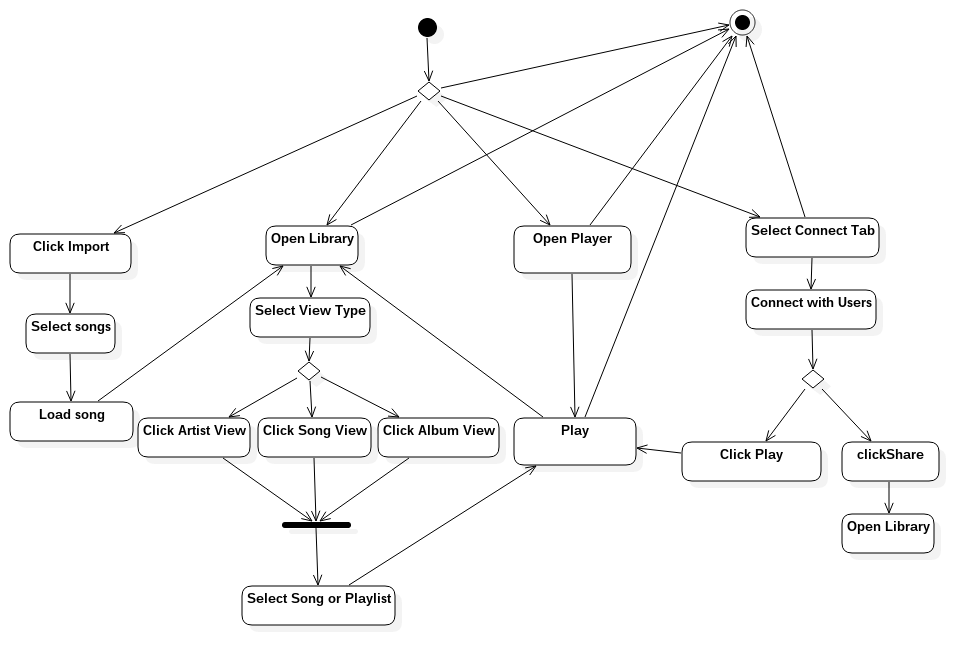 Select Connect Tab
Click Import
Open Library
Open Player
Connect with Users
Select View Type
Select songs
Load song
Click Artist View
Click Song View
Click Album View
Play
Click Play
clickShare
Open Library
Select Song or Playlist